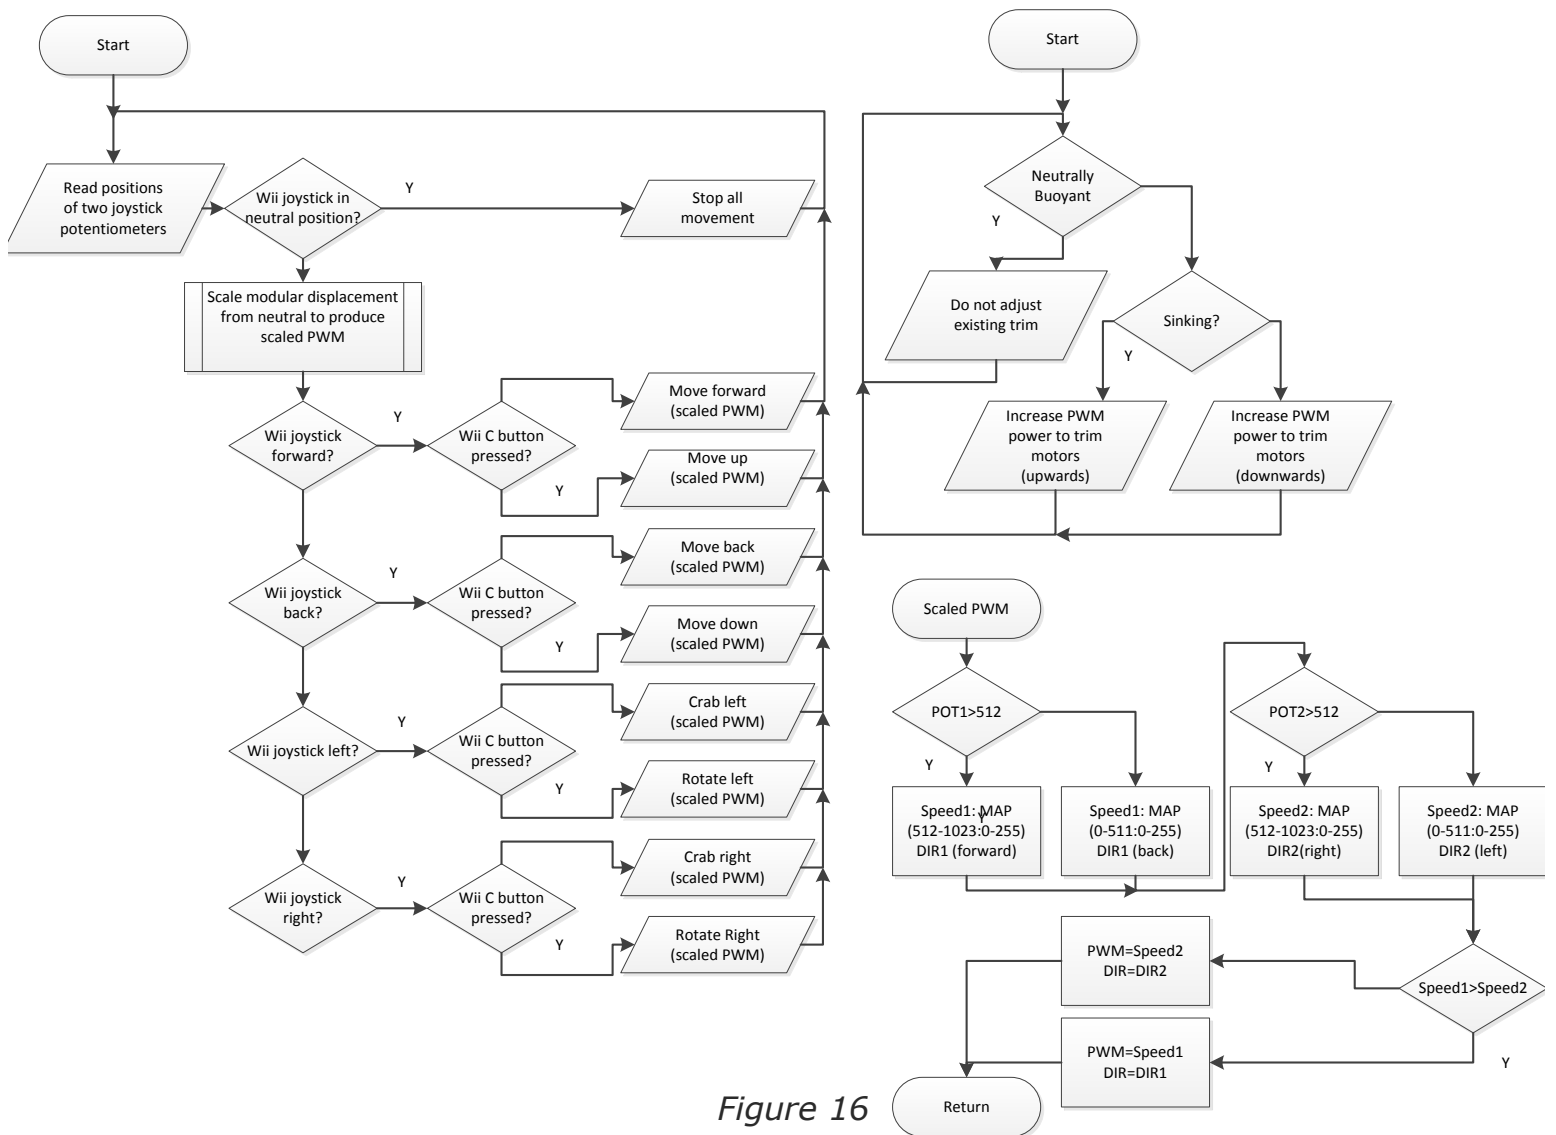 Start
Read positions
of two joystick
potentiometers
Wii joystick in
neutral position?
Y
Stop all
movement
Scale modular displacement
from neutral to produce
scaled PWM
Wii joystick
forward?
Y
Wii C button
pressed?
Y
Move forward
(scaled PWM)
Move up
(scaled PWM)
Wii joystick
back?
Y
Wii C button
pressed?
Y
Move back
(scaled PWM)
Move down
(scaled PWM)
Wii joystick left?
Y
Wii C button
pressed?
Y
Crab left
(scaled PWM)
Rotate left
(scaled PWM)
Wii joystick
right?
Y
Wii C button
pressed?
Y
Crab right
(scaled PWM)
Rotate Right
(scaled PWM)
Start
Neutrally
Buoyant
Y
Do not adjust
existing trim
Sinking?
Y
Increase PWM
power to trim
motors
(upwards)
Increase PWM
power to trim
motors
(downwards)
Scaled PWM
POT1>512
Y
Speed1: MAP
(512-1023:0-255)
DIR1 (forward)
Y
Speed1: MAP
(0-511:0-255)
DIR1 (back)
POT2>512
Y
Speed2: MAP
(512-1023:0-255)
DIR2(right)
Speed2: MAP
(0-511:0-255)
DIR2 (left)
Speed1>Speed2
Y
PWM=Speed2
DIR=DIR2
PWM=Speed1
DIR=DIR1
Return
Figure 16